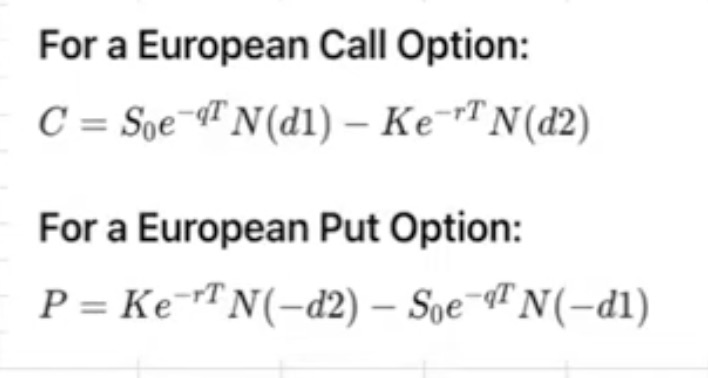 For a European Call Option:
C = S₀e^{-qT} N(d1) – Ke^{-rT} N(d2)
For a European Put Option:
P = Ke^{-rT} N(−d2) – S₀e^{-qT} N(−d1)